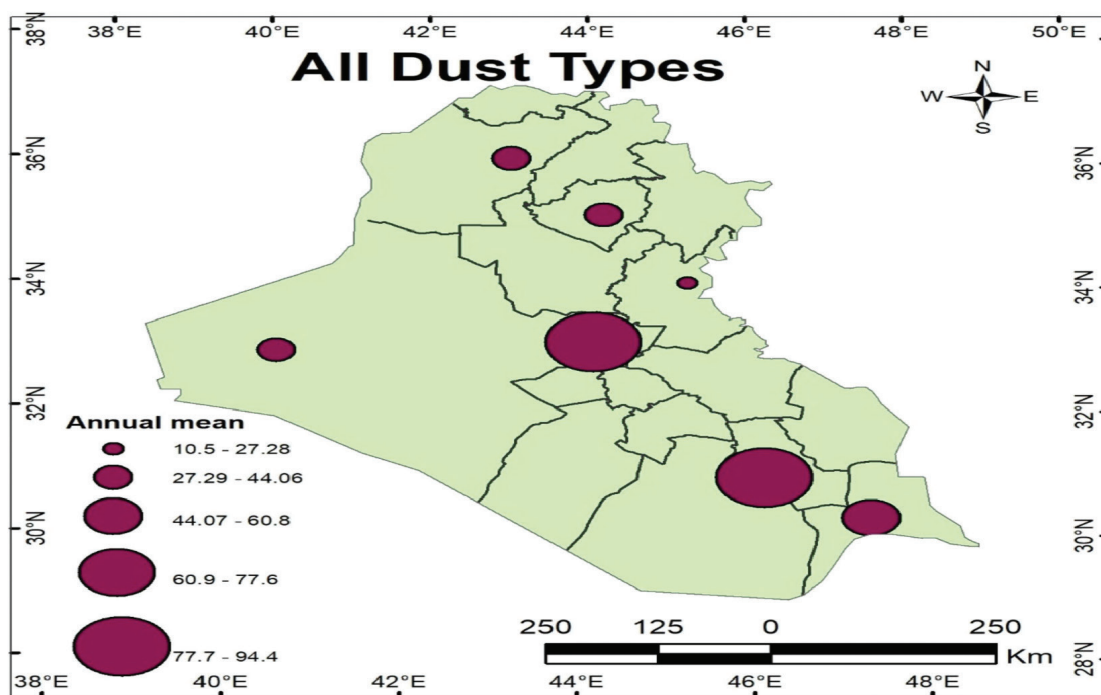 38°E 40°E 42°E 44°E 46°E 48°E 50°E
38°N
All Dust Types
N
W E
S
36°N 36°N
34°N 34°N
32°N 32°N
Annual mean
10.5 - 27.28
27.29 - 44.06
44.07 - 60.8
30°N 30°N
60.9 - 77.6
77.7 - 94.4
250 125 0 250
Km
28°N
38°E 40°E 42°E 44°E 46°E 48°E